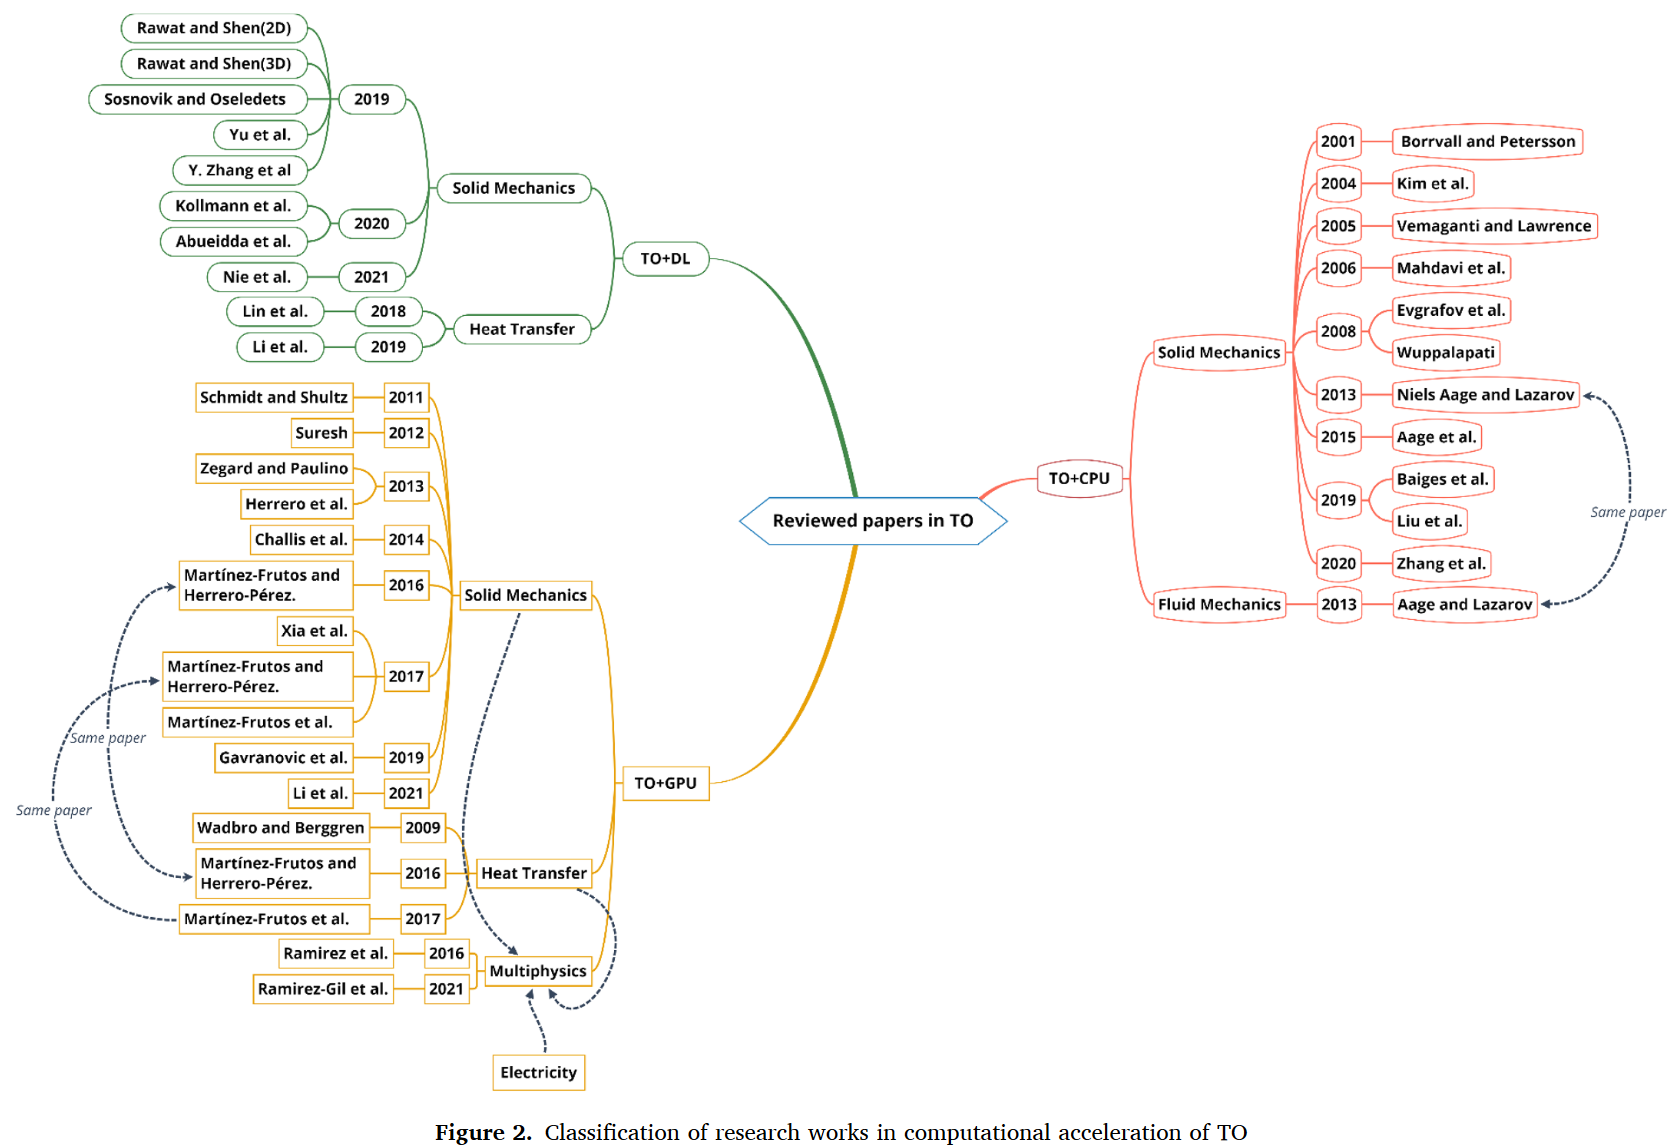 Rawat and Shen(2D)
Rawat and Shen(3D)
Sosnovik and Oseledets
2019
Yu et al.
Y. Zhang et al
Solid Mechanics
Kollmann et al.
2020
Abueidda et al.
Nie et al.
2021
TO+DL
Lin et al.
2018
Heat Transfer
Li et al.
2019
Schmidt and Shultz
2011
Suresh
2012
Zegard and Paulino
2013
Herrero et al.
Challis et al.
2014
Martínez-Frutos and
Herrero-Pérez.
2016
Solid Mechanics
Xia et al.
Martínez-Frutos and
Herrero-Pérez.
2017
Martínez-Frutos et al.
Same paper
Gavranovic et al.
2019
Li et al.
2021
TO+GPU
Same paper
Wadbro and Berggren
2009
Martínez-Frutos and
Herrero-Pérez.
2016
Heat Transfer
Martínez-Frutos et al.
2017
Ramirez et al.
2016
Multiphysics
Ramirez-Gil et al.
2021
Electricity
Reviewed papers in TO
TO+CPU
Solid Mechanics
2001
Borrvall and Petersson
2004
Kim et al.
2005
Vemaganti and Lawrence
2006
Mahdavi et al.
2008
Evgrafov et al.
Wuppalapati
2013
Niels Aage and Lazarov
2015
Aage et al.
2019
Baiges et al.
Liu et al.
Same paper
2020
Zhang et al.
Fluid Mechanics
2013
Aage and Lazarov
Figure 2. Classification of research works in computational acceleration of TO